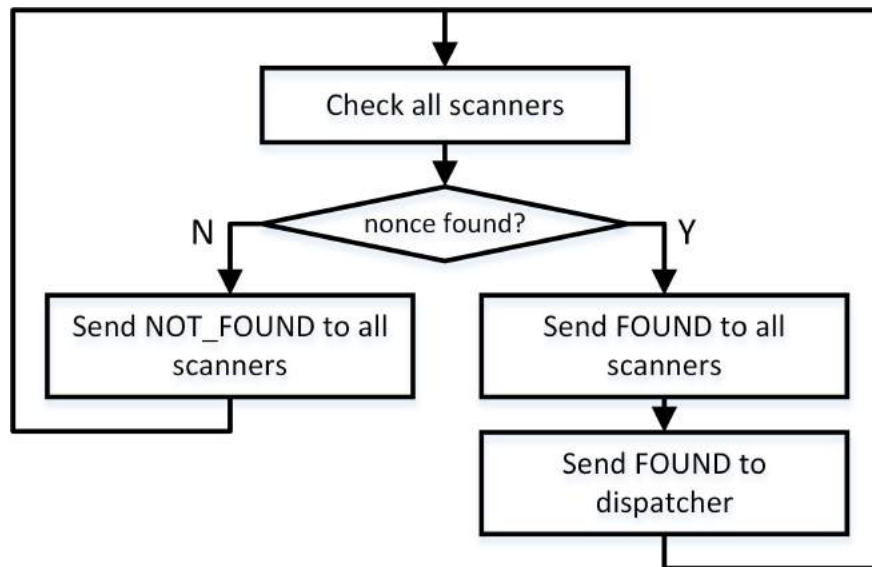 Check all scanners
nonce found?
N
Y
Send NOT_FOUND to all
scanners
Send FOUND to all
scanners
Send FOUND to
dispatcher